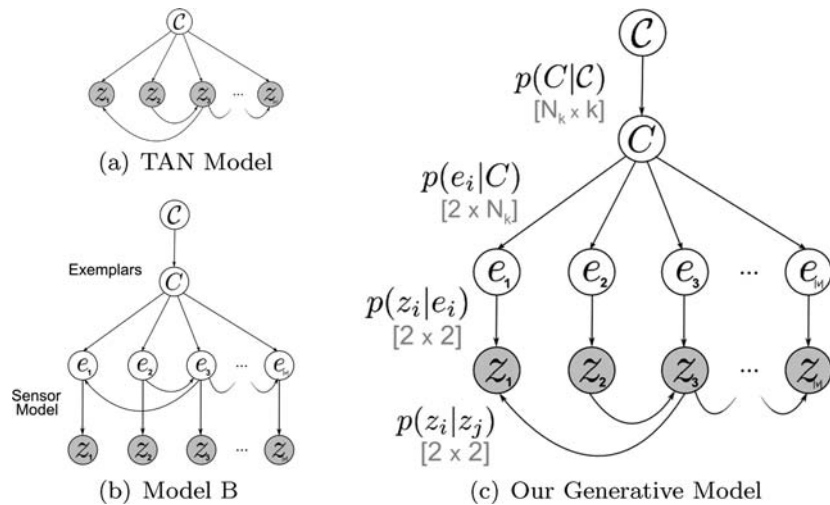 𝒞
z₁ z₂ z₃ ...
(a) TAN Model
𝒞
Exemplars
C
e₁ e₂ e₃ ...
Sensor
Model
z₁ z₂ z₃ ...
(b) Model B
𝒞
p(C|𝒞)
[Nₖ x k]
C
p(eᵢ|C)
[2 x Nₖ]
e₁ e₂ e₃ ... e|v|
p(zᵢ|eᵢ)
[2 x 2]
z₁ z₂ z₃ ... z|v|
p(zᵢ|zⱼ)
[2 x 2]
(c) Our Generative Model